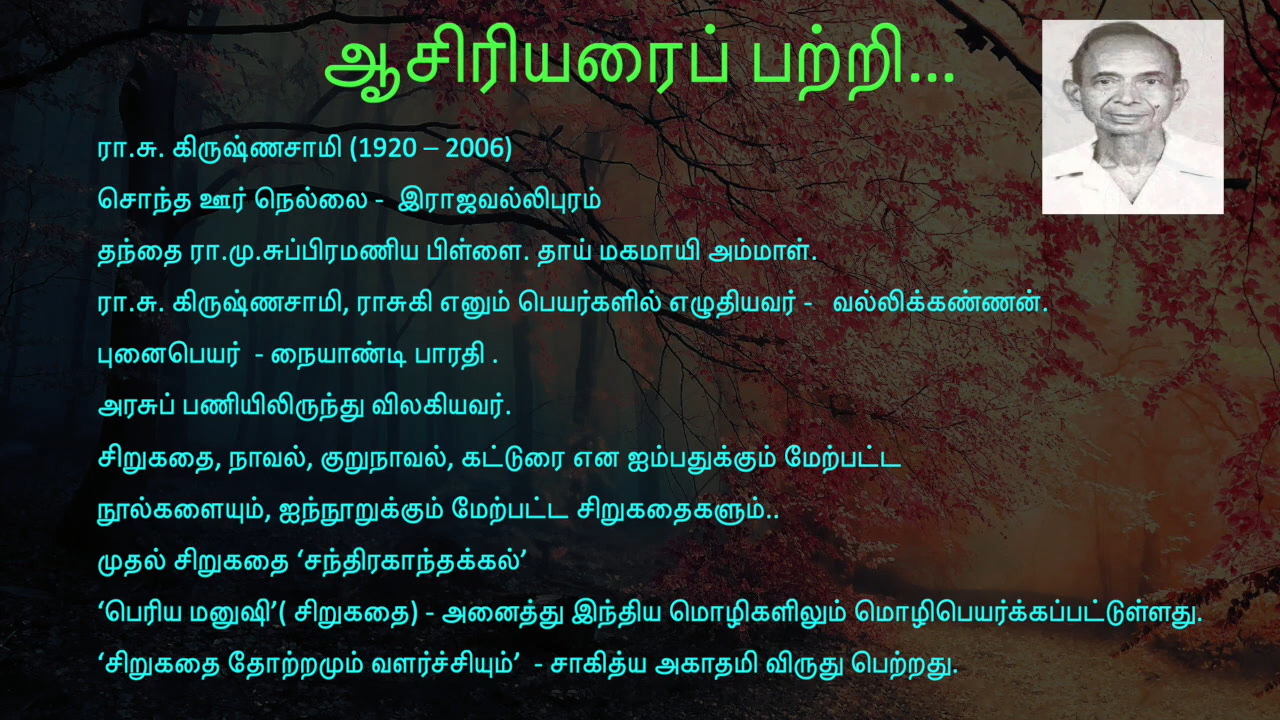 ஆசிரியரைப் பற்றி...
ரா.சு. கிருஷ்ணசாமி (1920 – 2006)
சொந்த ஊர் நெல்லை - இராஜவல்லிபுரம்
தந்தை ரா.மு.சுப்பிரமணிய பிள்ளை. தாய் மகமாயி அம்மாள்.
ரா.சு. கிருஷ்ணசாமி, ராசுகி எனும் பெயர்களில் எழுதியவர் - வல்லிக்கண்ணன்.
புனைபெயர் - நையாண்டி பாரதி .
அரசுப் பணியிலிருந்து விலகியவர்.
சிறுகதை, நாவல், குறுநாவல், கட்டுரை என ஐம்பதுக்கும் மேற்பட்ட
நூல்களையும், ஐந்நூறுக்கும் மேற்பட்ட சிறுகதைகளும்..
முதல் சிறுகதை ‘சந்திரகாந்தக்கல்’
‘பெரிய மனுஷி’( சிறுகதை) - அனைத்து இந்திய மொழிகளிலும் மொழிபெயர்க்கப்பட்டுள்ளது.
‘சிறுகதை தோற்றமும் வளர்ச்சியும்’ - சாகித்ய அகாதமி விருது பெற்றது.